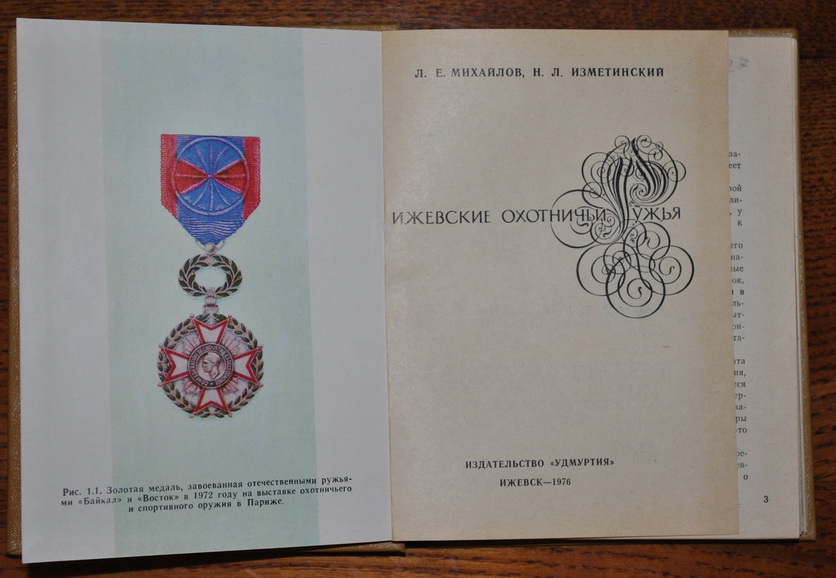 Рис. 1.1. Золотая медаль, завоеванная отечественными ружья-
ми «Байкал» и «Восток» в 1972 году на выставке охотничьего
и спортивного оружия в Париже.
Л. Е. МИХАЙЛОВ, Н. Л. ИЗМЕТИНСКИЙ
ИЖЕВСКИЕ ОХОТНИЧЬИ РУЖЬЯ
ИЗДАТЕЛЬСТВО «УДМУРТИЯ»
ИЖЕВСК—1976
3